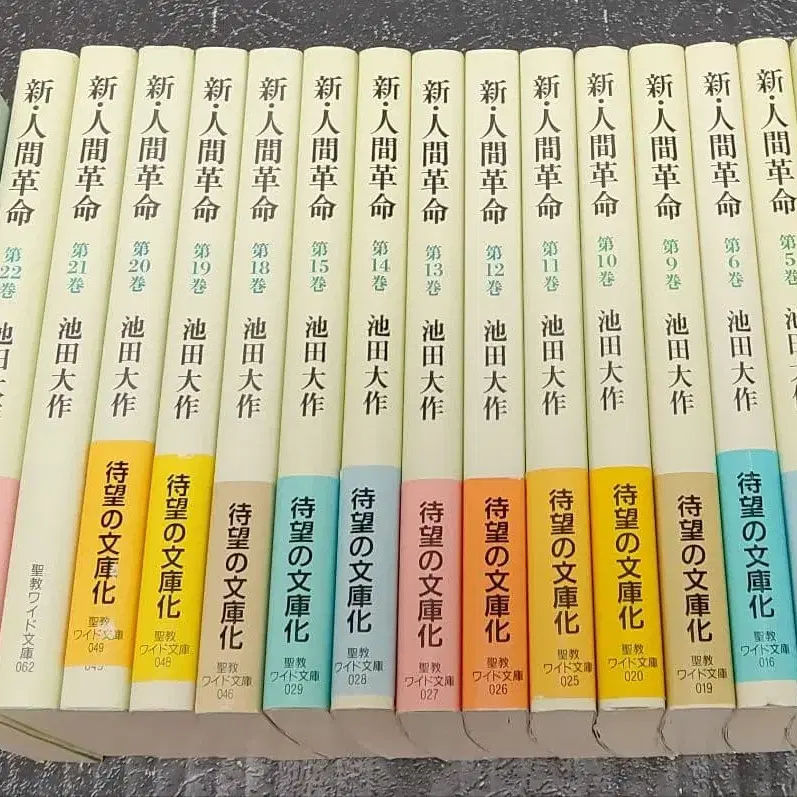 新・人間革命
第22巻
新・人間革命
第21巻
池田大作
聖教ワイド文庫
062
新・人間革命
第20巻
池田大作
待望の文庫化
聖教
ワイド文庫
049
新・人間革命
第19巻
池田大作
待望の文庫化
聖教
ワイド文庫
048
新・人間革命
第18巻
池田大作
待望の文庫化
聖教
ワイド文庫
046
新・人間革命
第15巻
池田大作
待望の文庫化
聖教
ワイド文庫
029
新・人間革命
第14巻
池田大作
待望の文庫化
聖教
ワイド文庫
028
新・人間革命
第13巻
池田大作
待望の文庫化
聖教
ワイド文庫
027
新・人間革命
第12巻
池田大作
待望の文庫化
聖教
ワイド文庫
026
新・人間革命
第11巻
池田大作
待望の文庫化
聖教
ワイド文庫
025
新・人間革命
第10巻
池田大作
待望の文庫化
聖教
ワイド文庫
020
新・人間革命
第9巻
池田大作
待望の文庫化
聖教
ワイド文庫
019
新・人間革命
第6巻
池田大作
待望の文庫化
聖教
ワイド文庫
016
新・人間革命
第5巻